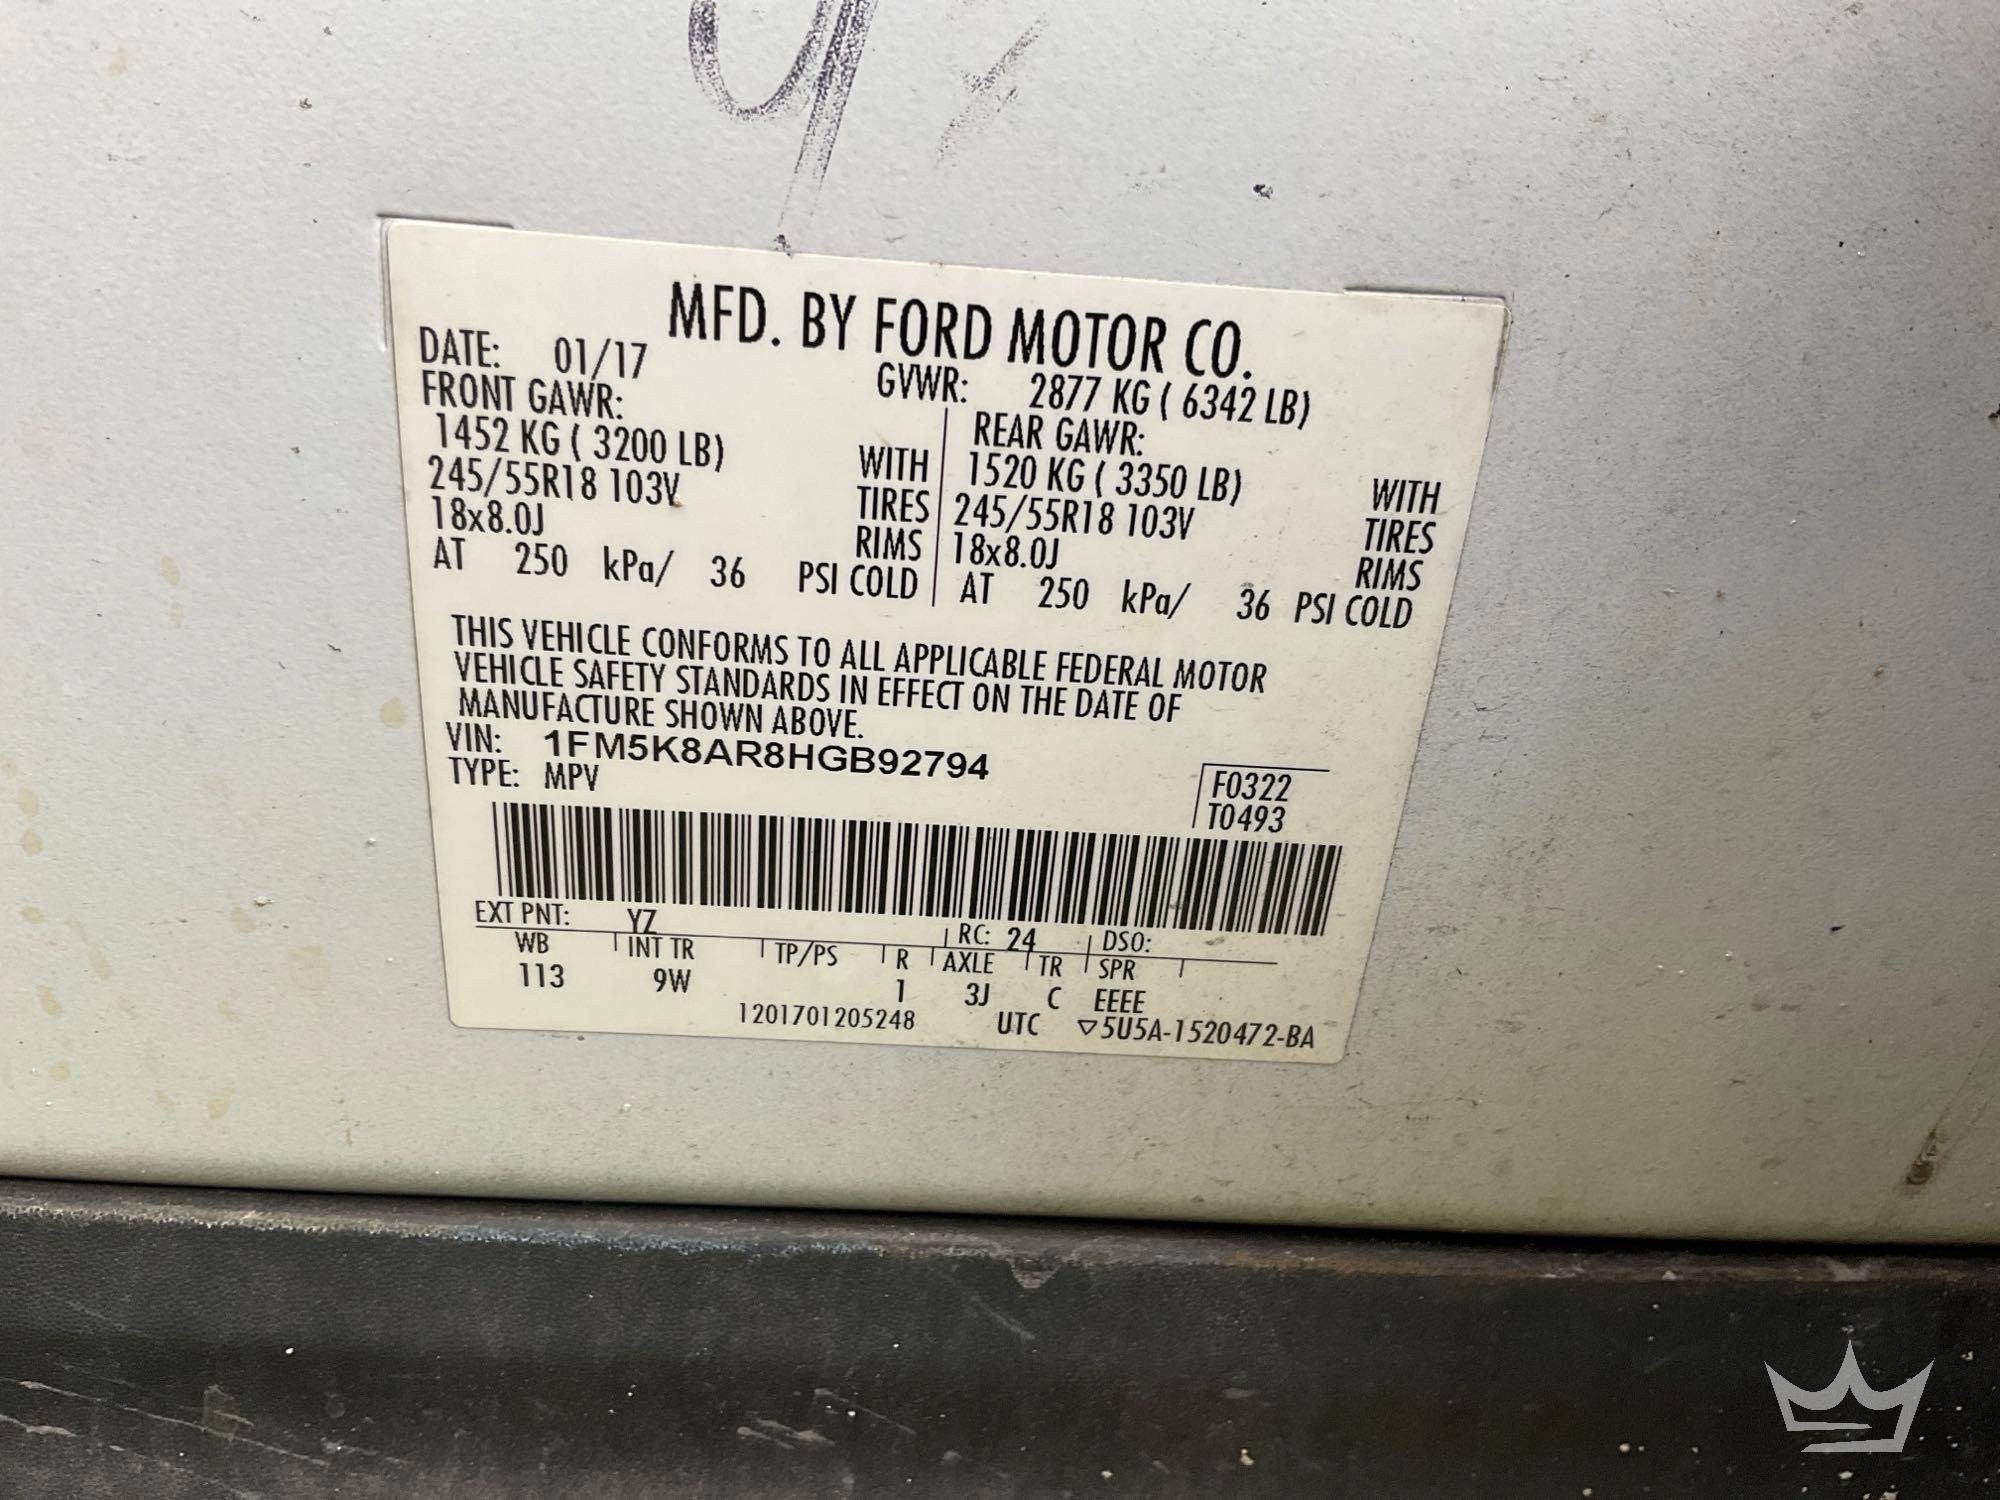 MFD. BY FORD MOTOR CO.
DATE: 01/17 GVWR: 2877 KG ( 6342 LB)
FRONT GAWR: REAR GAWR:
1452 KG ( 3200 LB) WITH 1520 KG ( 3350 LB) WITH
245/55R18 103V TIRES 245/55R18 103V TIRES
18x8.0J RIMS 18x8.0J RIMS
AT 250 kPa/ 36 PSI COLD AT 250 kPa/ 36 PSI COLD
THIS VEHICLE CONFORMS TO ALL APPLICABLE FEDERAL MOTOR
VEHICLE SAFETY STANDARDS IN EFFECT ON THE DATE OF
MANUFACTURE SHOWN ABOVE.
VIN: 1FM5K8AR8HGB92794
TYPE: MPV F0322
T0493
EXT PNT: YZ RC: 24 DSO:
WB INT TR TP/PS R AXLE TR SPR
113 9W 1 3J C EEEE
1201701205248 UTC ▽5U5A-1520472-BA